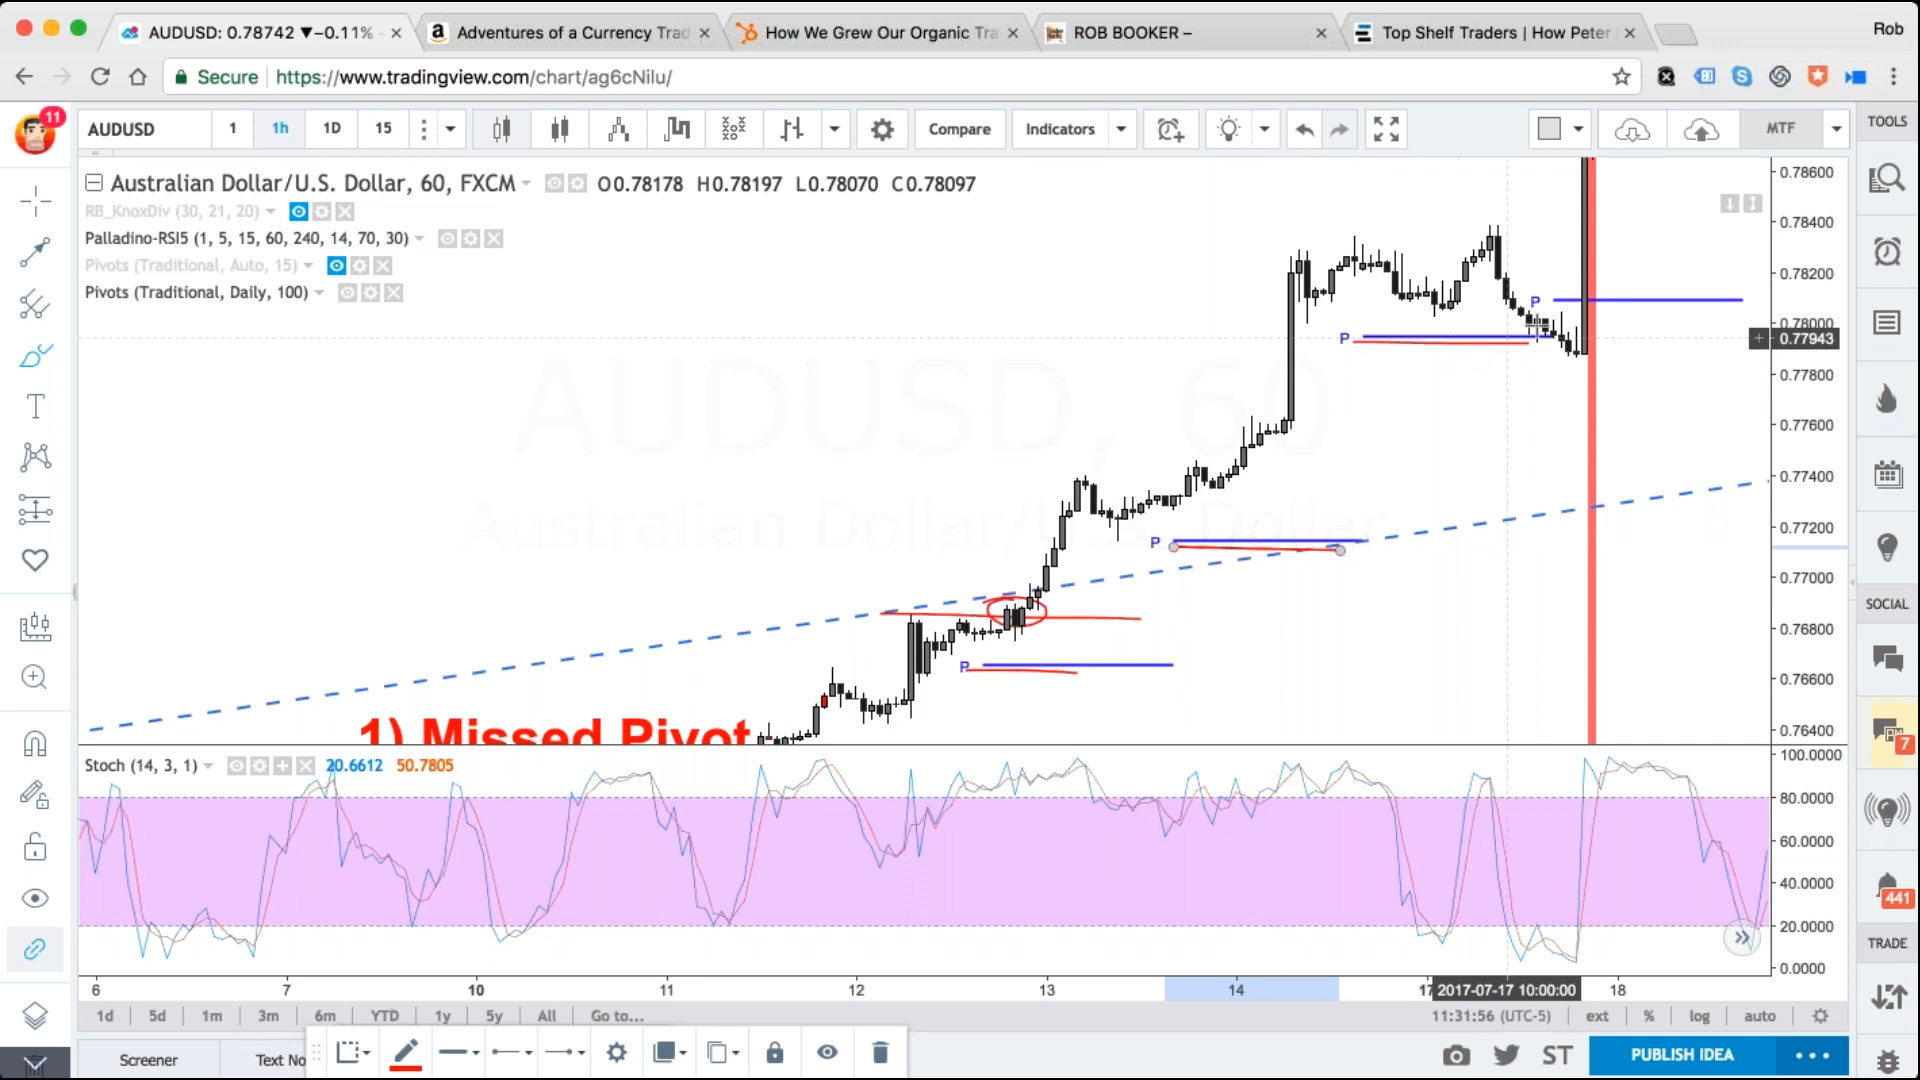 AUDUSD: 0.78742 ▼−0.11%
Adventures of a Currency Trad
How We Grew Our Organic Tra
ROB BOOKER –
Top Shelf Traders | How Peter
Rob
Secure
https://www.tradingview.com/chart/ag6cNilu/
11
AUDUSD
1
1h
1D
15
Compare
Indicators
MTF
TOOLS
Australian Dollar/U.S. Dollar, 60, FXCM
O0.78178 H0.78197 L0.78070 C0.78097
RB_KnoxDiv (30, 21, 20)
Palladino-RSI5 (1, 5, 15, 60, 240, 14, 70, 30)
Pivots (Traditional, Auto, 15)
Pivots (Traditional, Daily, 100)
0.78600
0.78400
0.78200
0.78000
0.77943
0.77800
0.77600
0.77400
0.77200
0.77000
0.76800
0.76600
0.76400
AUDUSD, 60
Australian Dollar/U.S. Dollar
P
P
P
P
1) Missed Pivot
SOCIAL
7
Stoch (14, 3, 1)
20.6612 50.7805
100.0000
80.0000
60.0000
40.0000
20.0000
0.0000
441
TRADE
6
7
10
11
12
13
14
17
2017-07-17 10:00:00
18
1d
5d
1m
3m
6m
YTD
1y
5y
All
Go to...
11:31:56 (UTC-5)
ext
%
log
auto
Screener
Text No
ST
PUBLISH IDEA